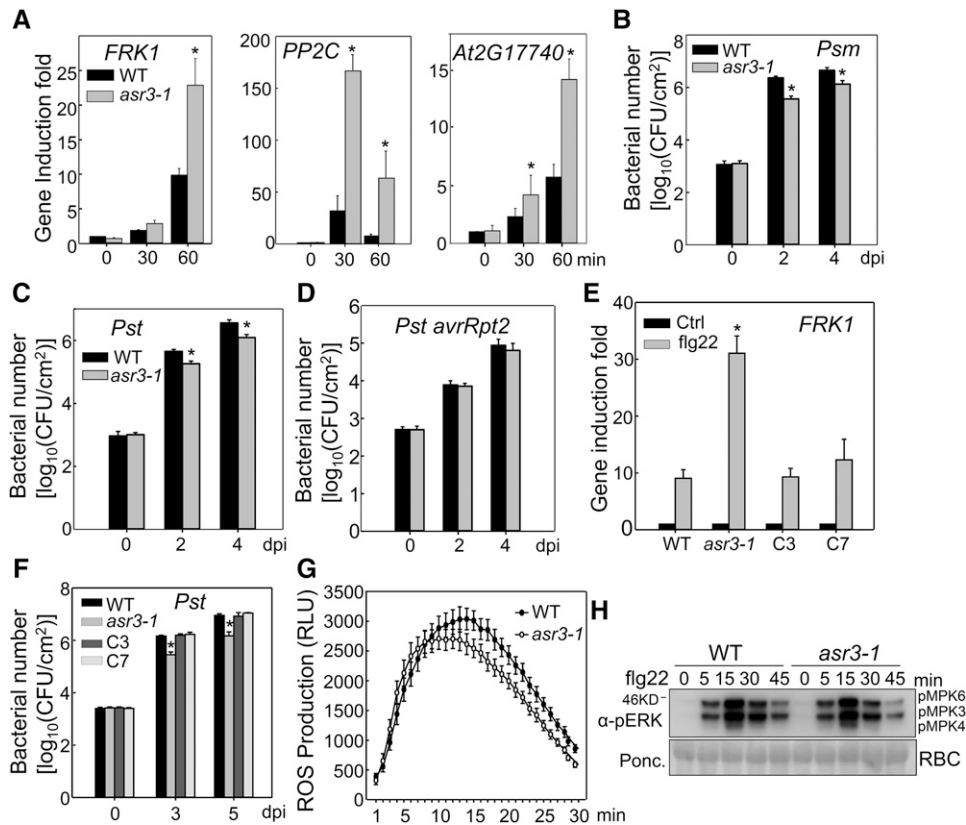 A
Gene Induction fold
FRK1
WT
asr3-1
*
25
20
15
10
5
0
0 30 60
PP2C
200
150
100
50
0
*
*
0 30 60
At2G17740
15
10
5
0
*
*
0 30 60 min
B
Bacterial number
[log10(CFU/cm2)]
WT
asr3-1
Psm
8
6
4
2
0
*
*
0 2 4 dpi
C
Bacterial number
[log10(CFU/cm2)]
Pst
WT
asr3-1
6
3
0
*
*
0 2 4 dpi
D
Bacterial number
[log10(CFU/cm2)]
Pst avrRpt2
6
5
4
3
2
1
0
0 2 4 dpi
E
Gene induction fold
Ctrl
flg22
FRK1
40
30
20
10
0
*
WT asr3-1 C3 C7
F
Bacterial number
[log10(CFU/cm2)]
WT
asr3-1
C3
C7
Pst
8
6
4
2
0
*
*
0 3 5 dpi
G
ROS Production (RLU)
WT
asr3-1
3500
3000
2500
2000
1500
1000
500
0
1 5 10 15 20 25 30 min
H
WT asr3-1
flg22 0 5 15 30 45 0 5 15 30 45 min
46KD-
α-pERK
pMPK6
pMPK3
pMPK4
Ponc. RBC